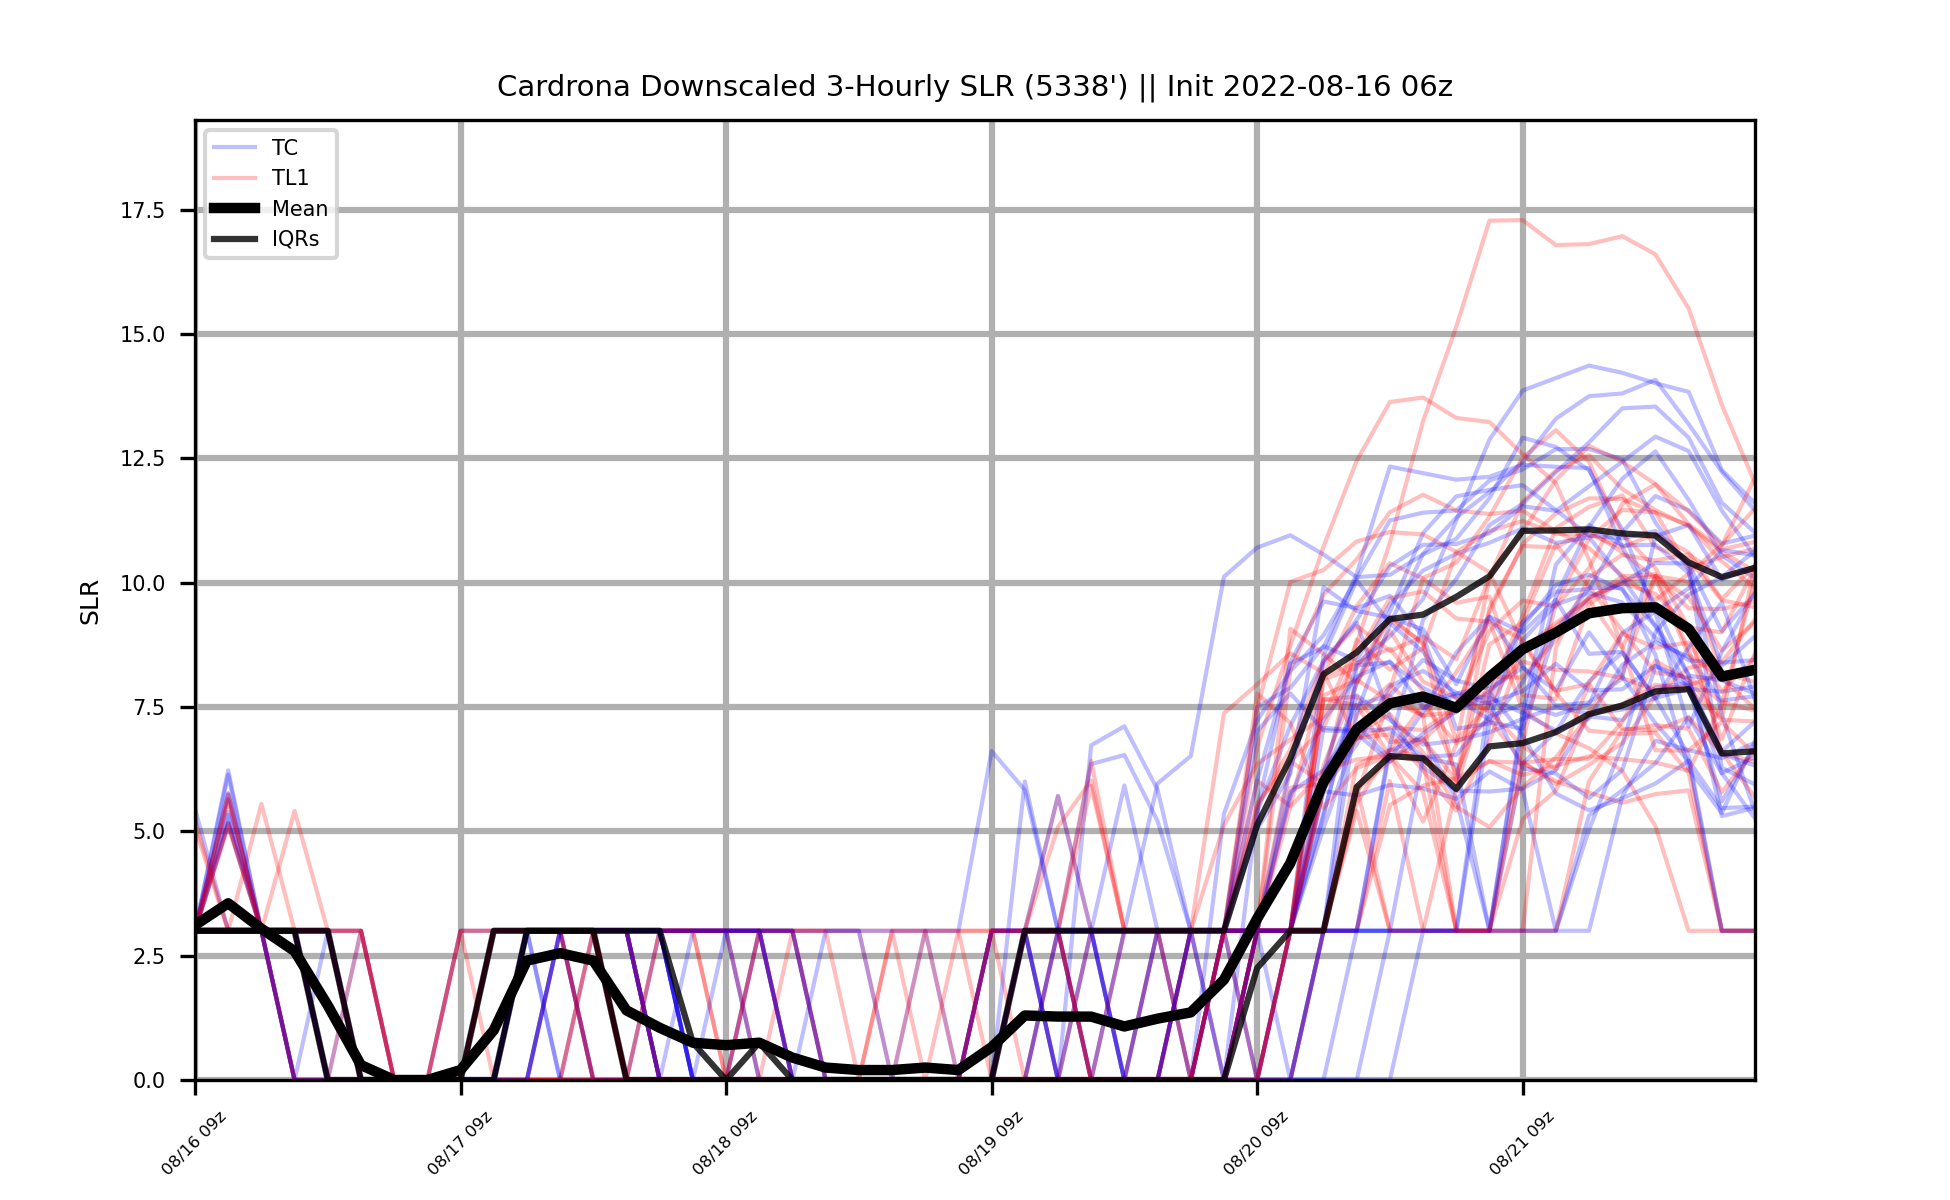 Cardrona Downscaled 3-Hourly SLR (5338') || Init 2022-08-16 06z
TC
TL1
Mean
IQRs
17.5
15.0
12.5
10.0
7.5
5.0
2.5
0.0
SLR
08/16 09z
08/17 09z
08/18 09z
08/19 09z
08/20 09z
08/21 09z